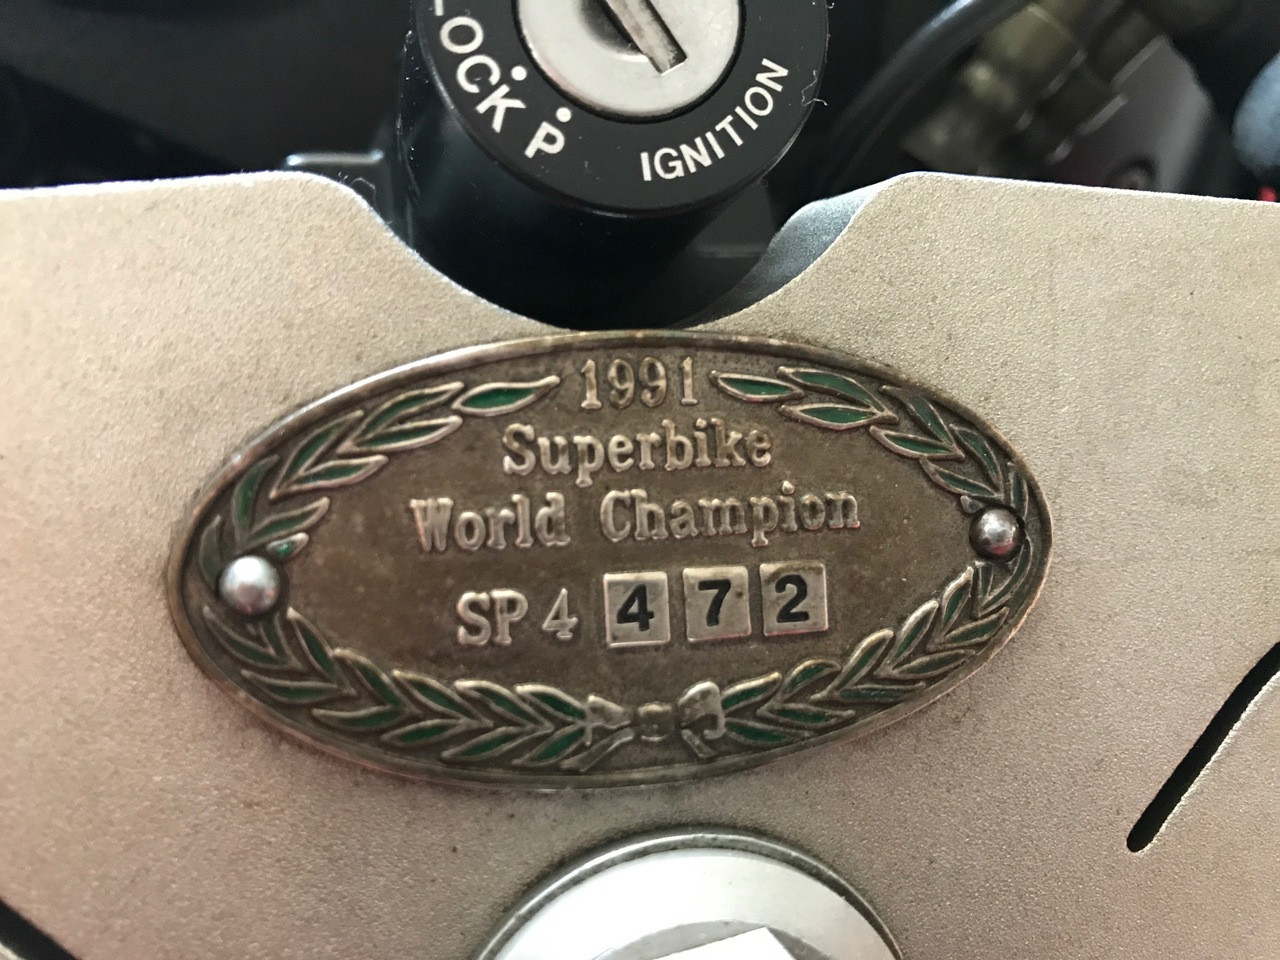 LOCK P IGNITION
1991
Superbike
World Champion
SP4 472